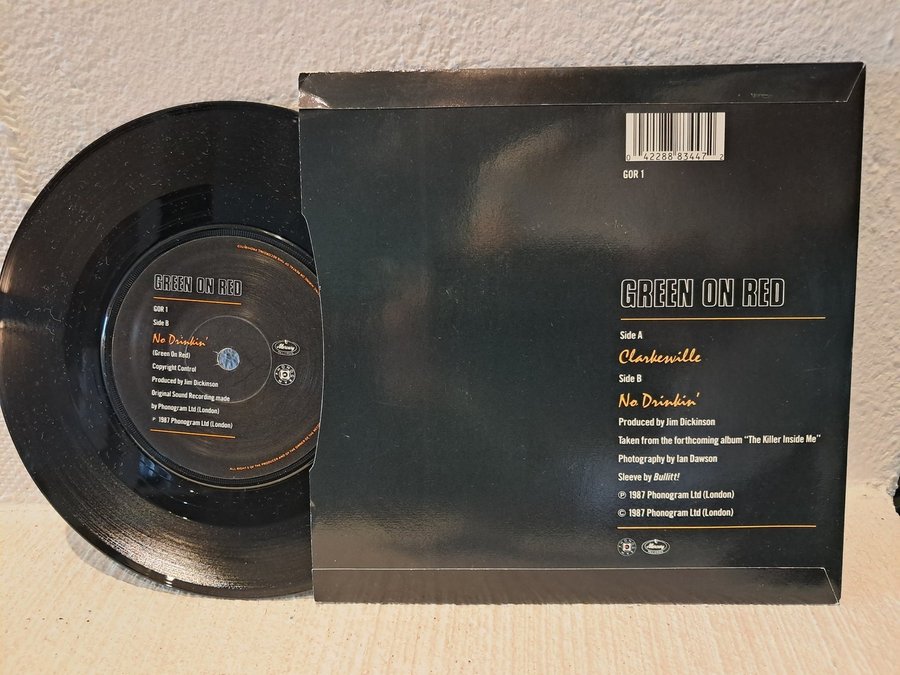 GREEN ON RED
GOR 1
Side B
No Drinkin'
(Green On Red)
Copyright Control
Produced by Jim Dickinson
Original Sound Recording made
by Phonogram Ltd (London)
℗ 1987 Phonogram Ltd (London)
Mercury
0 42288 83447 2
GOR 1
GREEN ON RED
Side A
Clarkesville
Side B
No Drinkin'
Produced by Jim Dickinson
Taken from the forthcoming album "The Killer Inside Me"
Photography by Ian Dawson
Sleeve by Bullitt!
℗ 1987 Phonogram Ltd (London)
© 1987 Phonogram Ltd (London)
Mercury